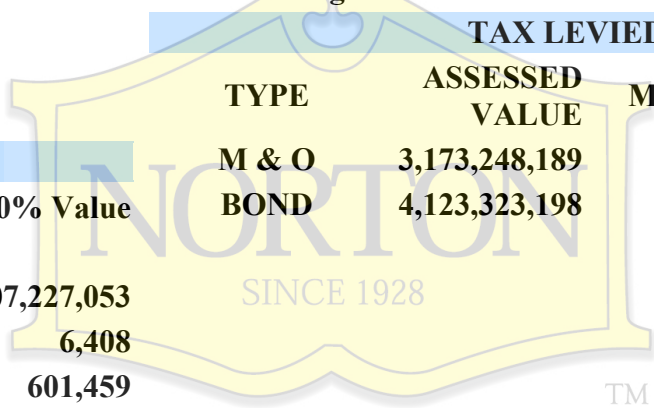 TAX LEVIED
TYPE
ASSESSED
VALUE
M & O 3,173,248,189
BOND 4,123,323,198
0% Value
7,227,053
6,408
601,459
NORTON
SINCE 1928
TM